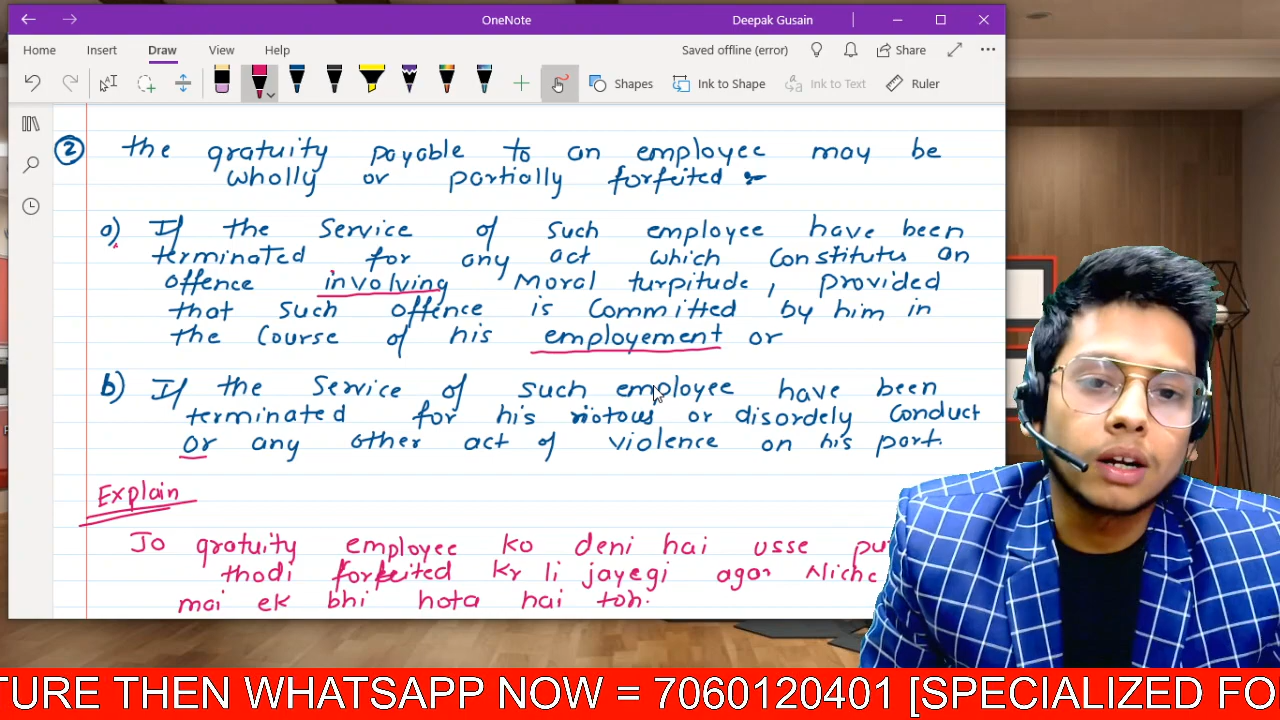 OneNote
Deepak Gusain
Home Insert Draw View Help
Saved offline (error)
Share
Shapes
Ink to Shape
Ink to Text
Ruler
2 the gratuity payable to an employee may be
wholly or partially forfeited :-
a) If the Service of such employee have been
terminated for any act which Constitutes an
offence involving Moral turpitude, provided
that such offence is Committed by him in
the Course of his employement or
b) If the Service of such employee have been
terminated for his riotous or disordely Conduct
or any other act of violence on his part.
Explain
Jo gratuity employee ko deni hai usse
thodi forfeited kr li jayegi agar Niche
mai ek bhi hota hai toh.
TURE THEN WHATSAPP NOW = 7060120401 [SPECIALIZED FO